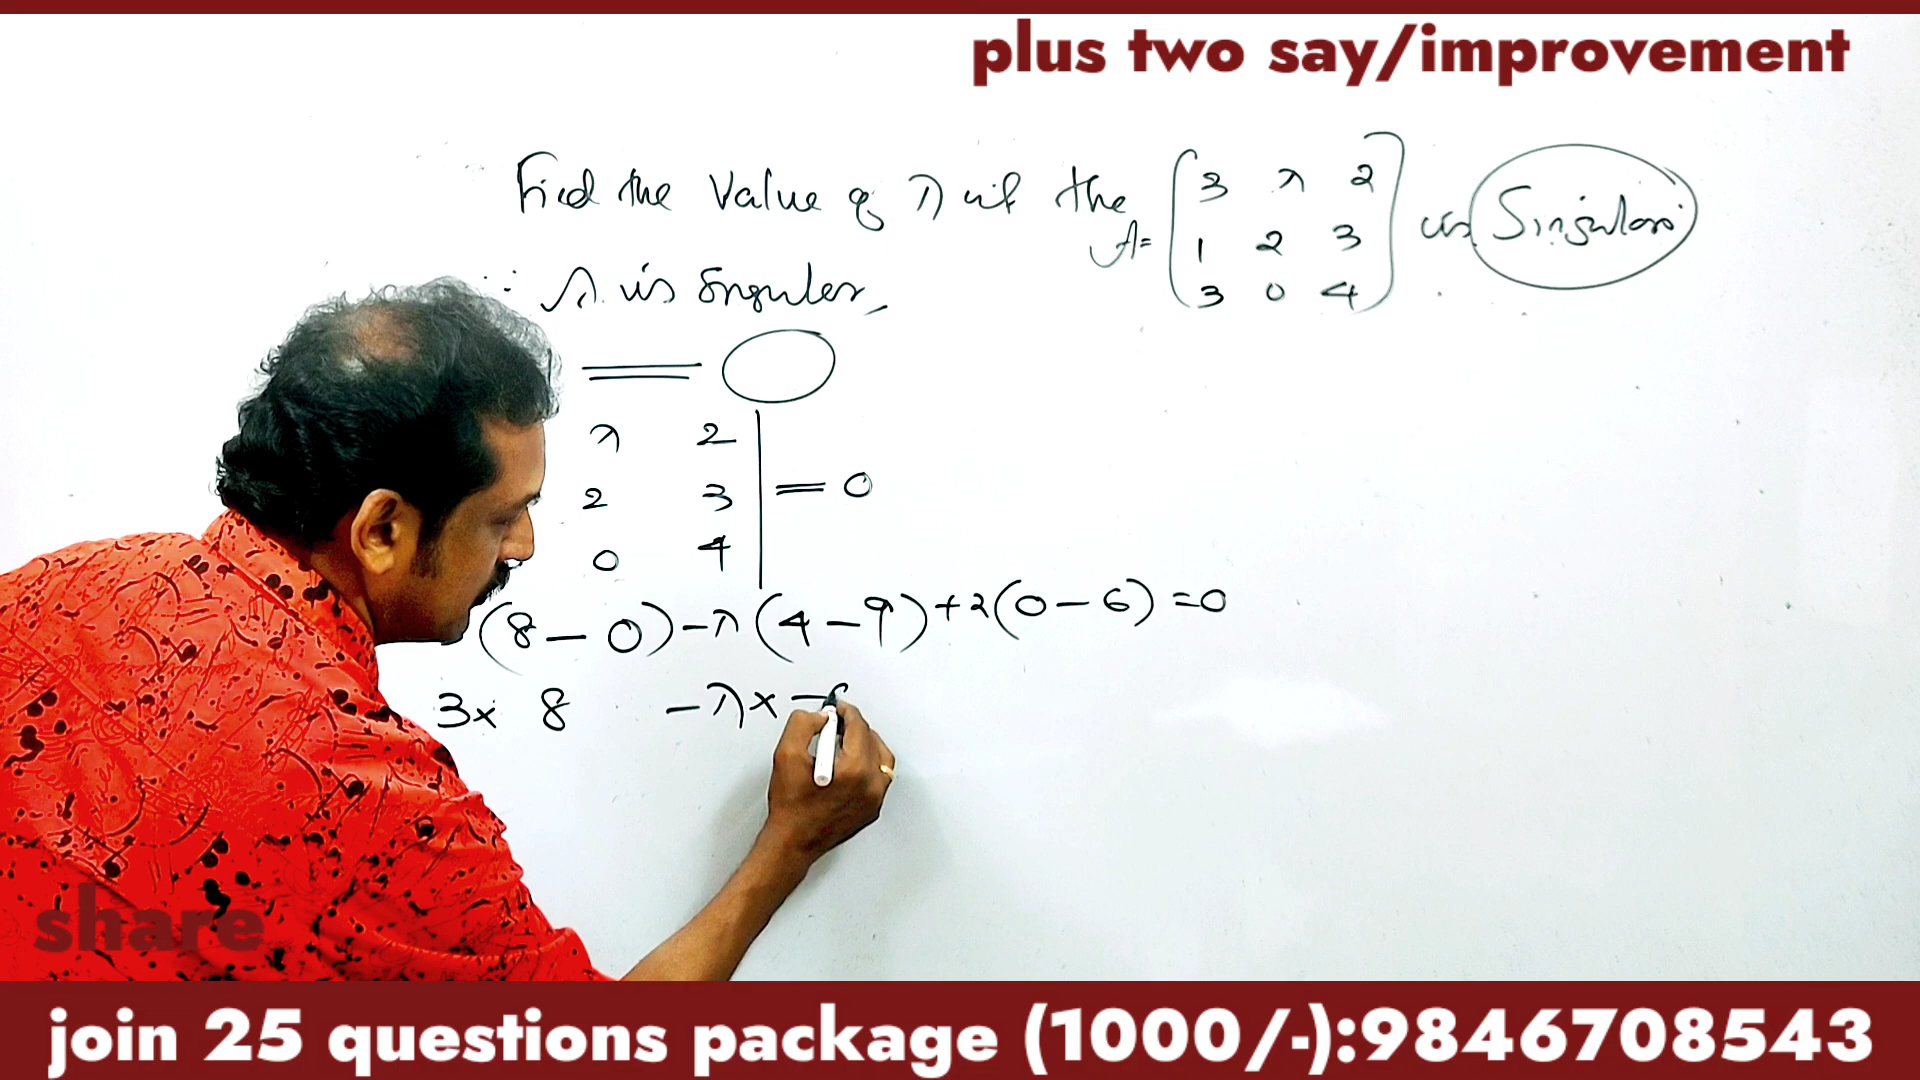 plus two say/improvement
Find the value of λ if the A= [3 λ 2
1 2 3
3 0 4] is Singular
∵ A is Singular,
= 
λ 2
2 3 = 0
0 4
(8 - 0) - λ (4 - 9) + 2 (0 - 6) = 0
3x 8 - λ x -
share
join 25 questions package (1000/-):9846708543